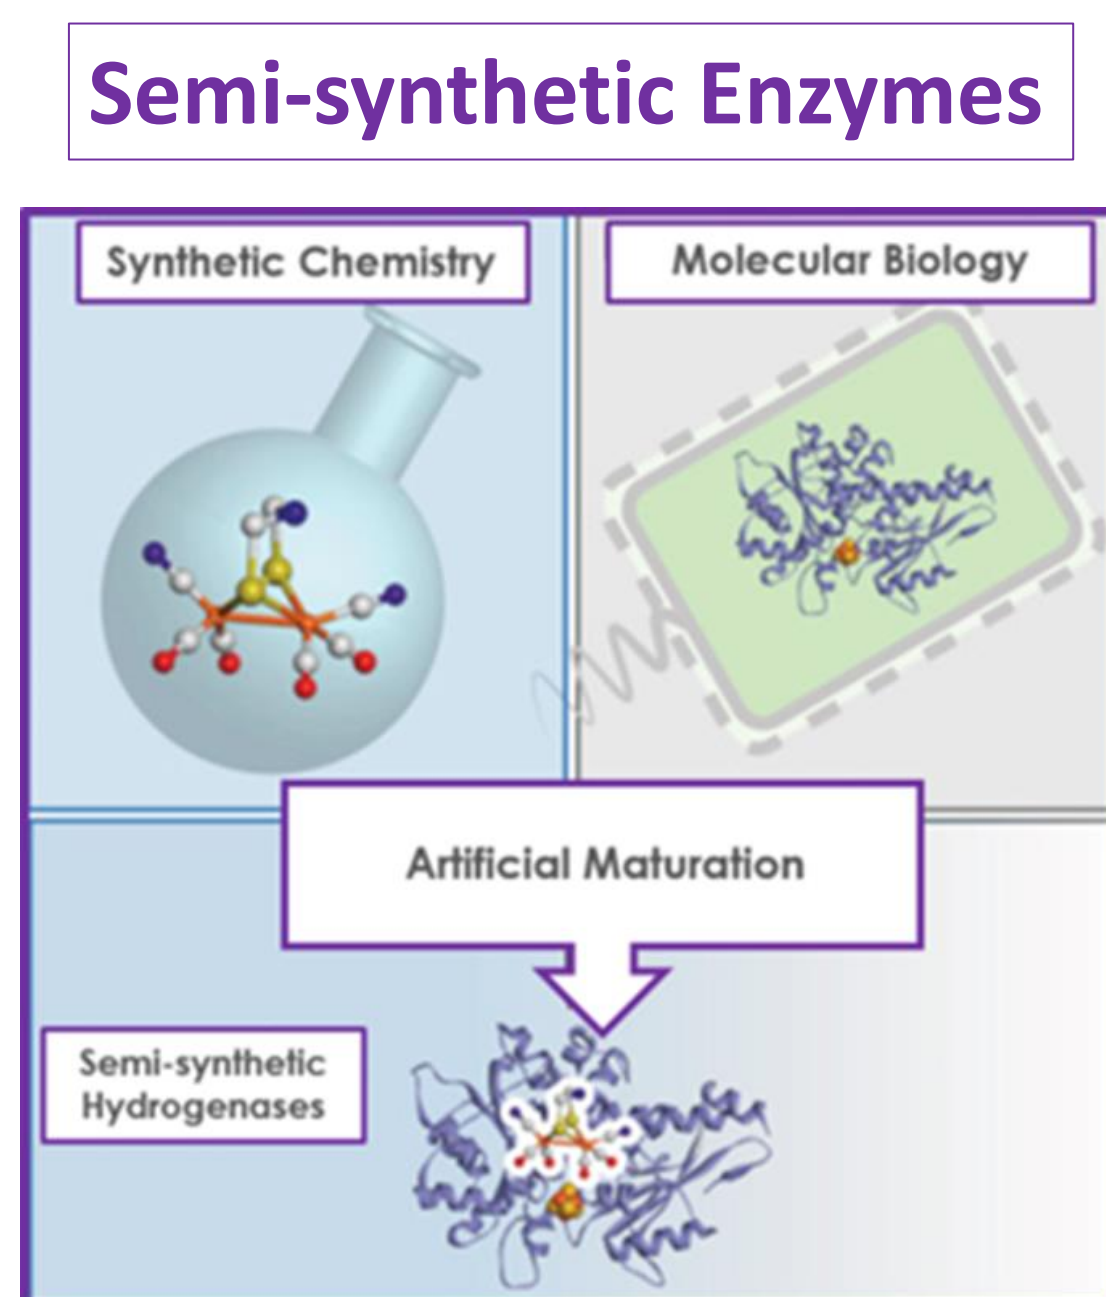 Semi-synthetic Enzymes
Synthetic Chemistry
Molecular Biology
Artificial Maturation
Semi-synthetic
Hydrogenases